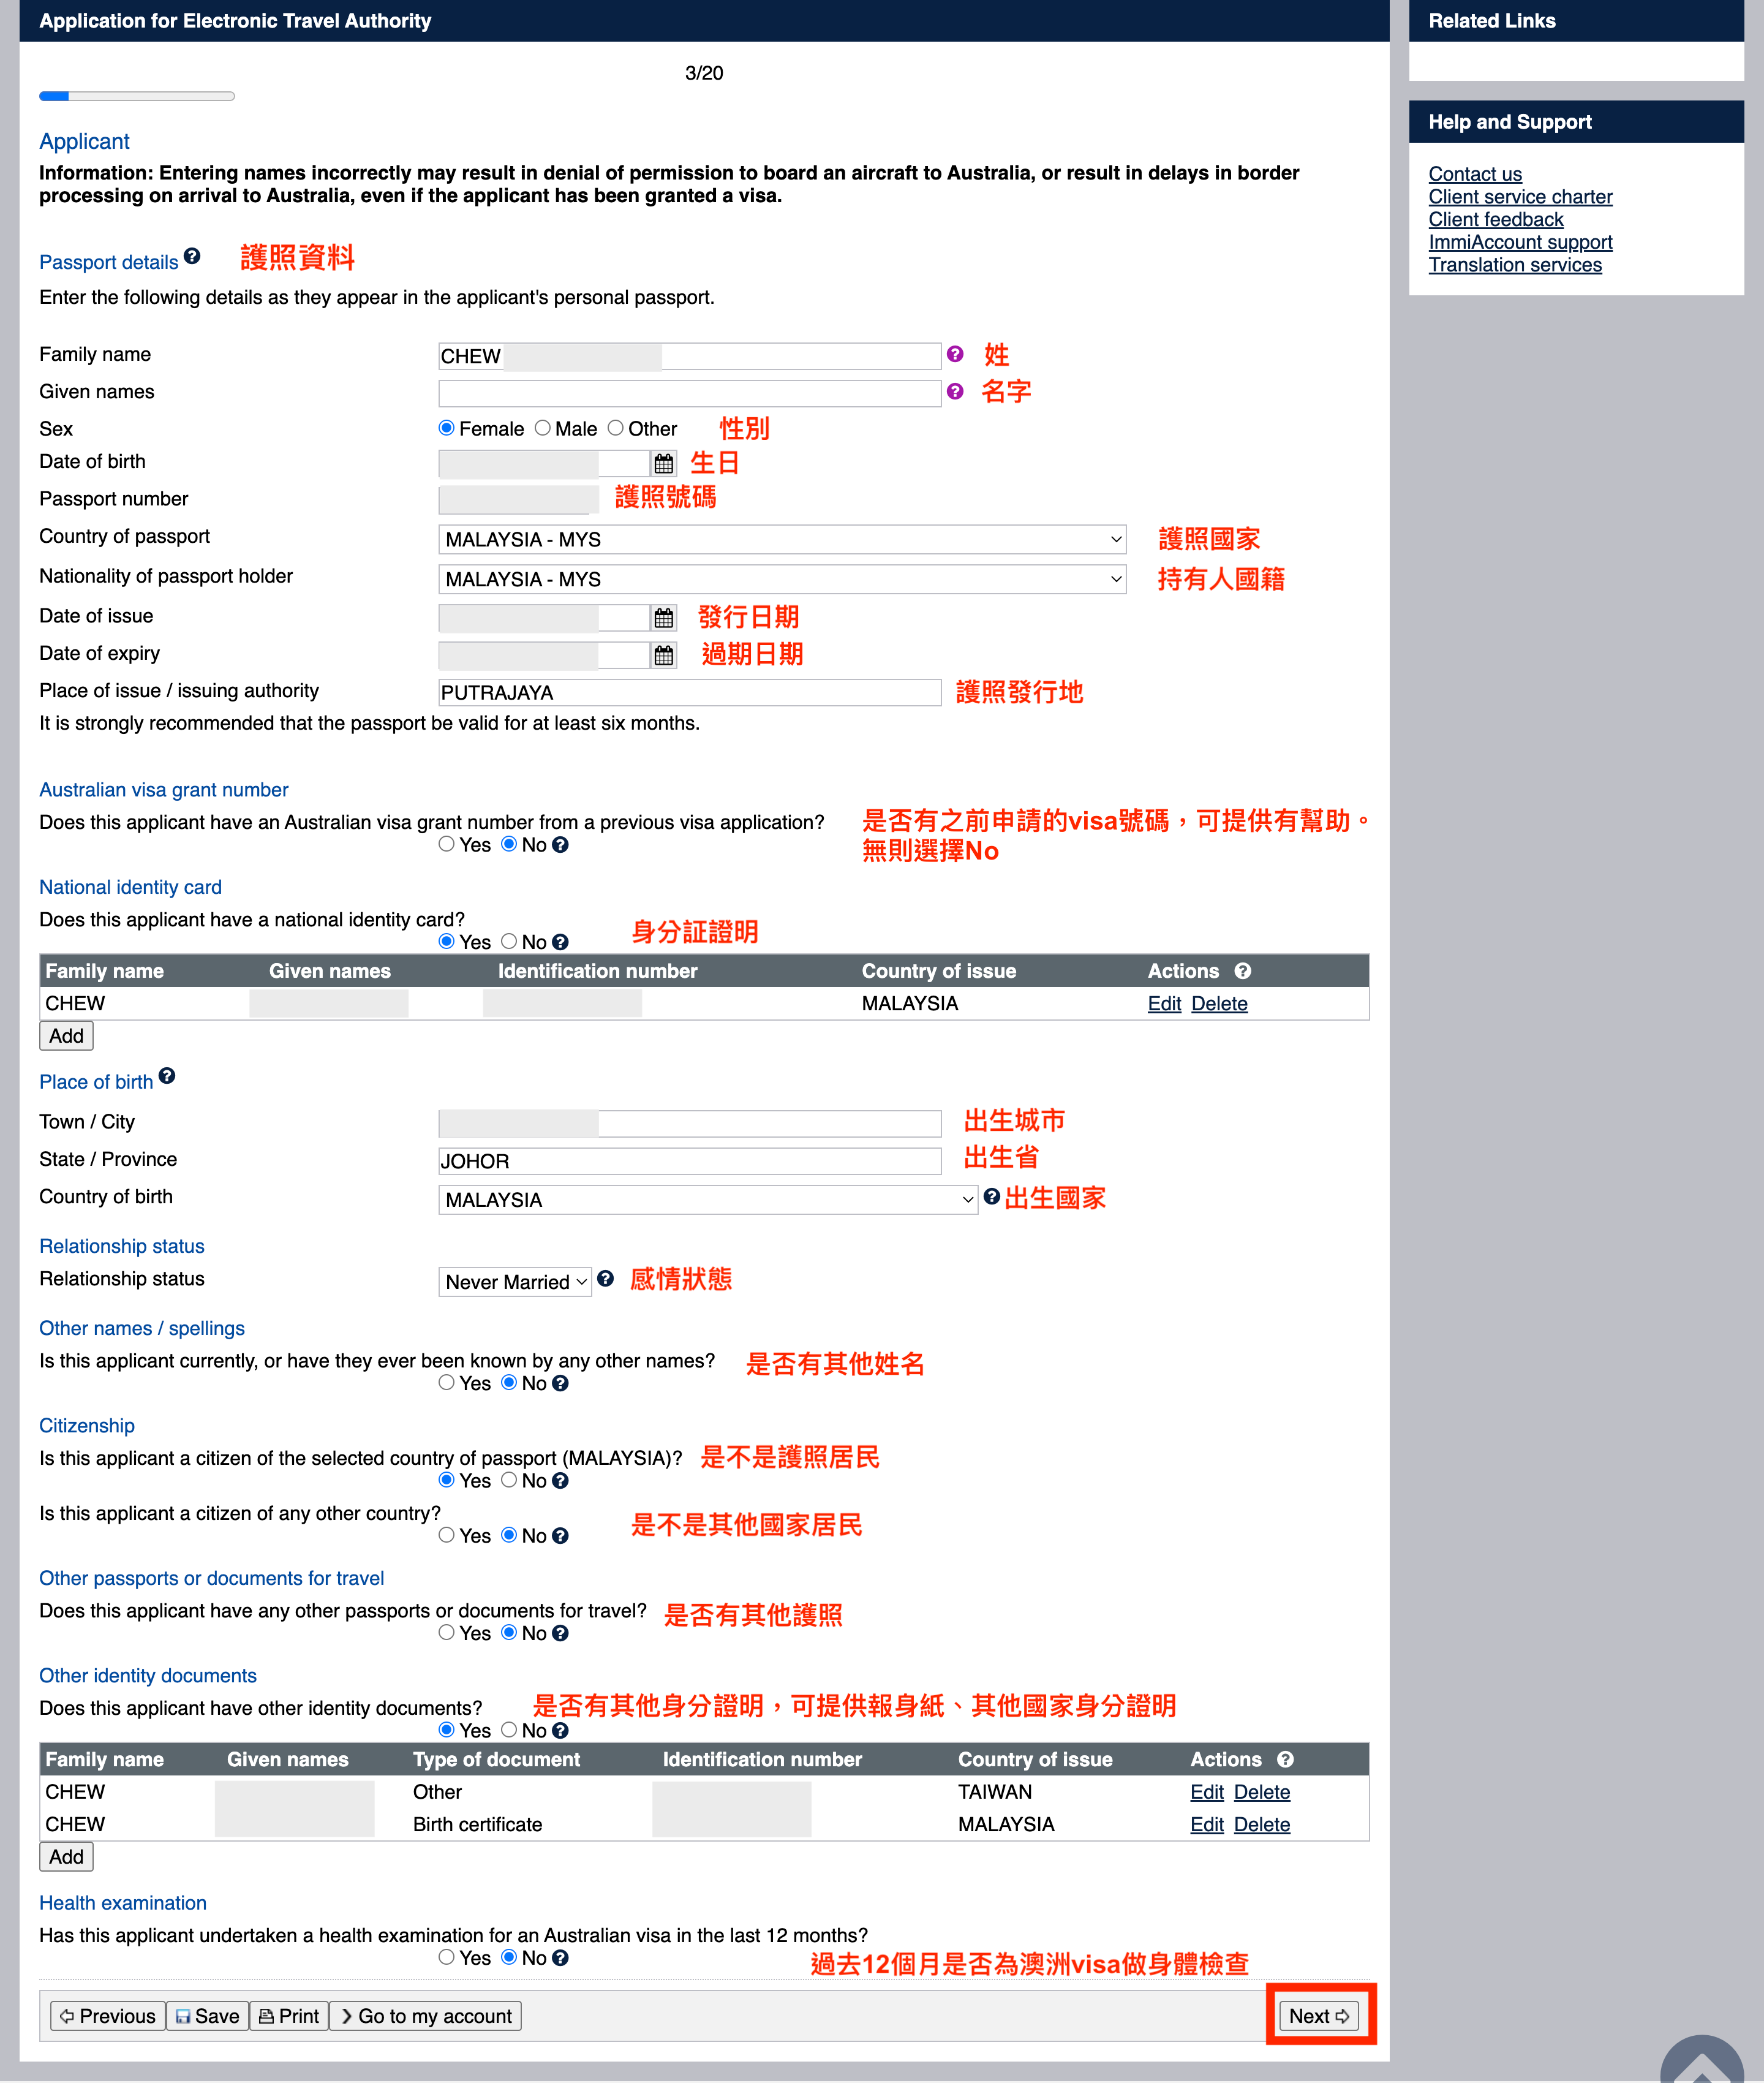 Application for Electronic Travel Authority
3/20
Applicant
Information: Entering names incorrectly may result in denial of permission to board an aircraft to Australia, or result in delays in border
processing on arrival to Australia, even if the applicant has been granted a visa.
Passport details ? 護照資料
Enter the following details as they appear in the applicant's personal passport.
Family name CHEW ? 姓
Given names ? 名字
Sex Female Male Other 性別
Date of birth 生日
Passport number 護照號碼
Country of passport MALAYSIA - MYS 護照國家
Nationality of passport holder MALAYSIA - MYS 持有人國籍
Date of issue 發行日期
Date of expiry 過期日期
Place of issue / issuing authority PUTRAJAYA 護照發行地
It is strongly recommended that the passport be valid for at least six months.
Australian visa grant number
Does this applicant have an Australian visa grant number from a previous visa application? 是否有之前申請的visa號碼，可提供有幫助。
Yes No ? 無則選擇No
National identity card
Does this applicant have a national identity card?
Yes No ? 身分証證明
Family name Given names Identification number Country of issue Actions ?
CHEW MALAYSIA Edit Delete
Add
Place of birth ?
Town / City 出生城市
State / Province JOHOR 出生省
Country of birth MALAYSIA ? 出生國家
Relationship status
Relationship status Never Married ? 感情狀態
Other names / spellings
Is this applicant currently, or have they ever been known by any other names? 是否有其他姓名
Yes No ?
Citizenship
Is this applicant a citizen of the selected country of passport (MALAYSIA)? 是不是護照居民
Yes No ?
Is this applicant a citizen of any other country?
Yes No ? 是不是其他國家居民
Other passports or documents for travel
Does this applicant have any other passports or documents for travel? 是否有其他護照
Yes No ?
Other identity documents
Does this applicant have other identity documents? 是否有其他身分證明，可提供報身紙、其他國家身分證明
Yes No ?
Family name Given names Type of document Identification number Country of issue Actions ?
CHEW Other TAIWAN Edit Delete
CHEW Birth certificate MALAYSIA Edit Delete
Add
Health examination
Has this applicant undertaken a health examination for an Australian visa in the last 12 months?
Yes No ? 過去12個月是否為澳洲visa做身體檢查
Previous Save Print Go to my account Next
Related Links
Help and Support
Contact us
Client service charter
Client feedback
ImmiAccount support
Translation services